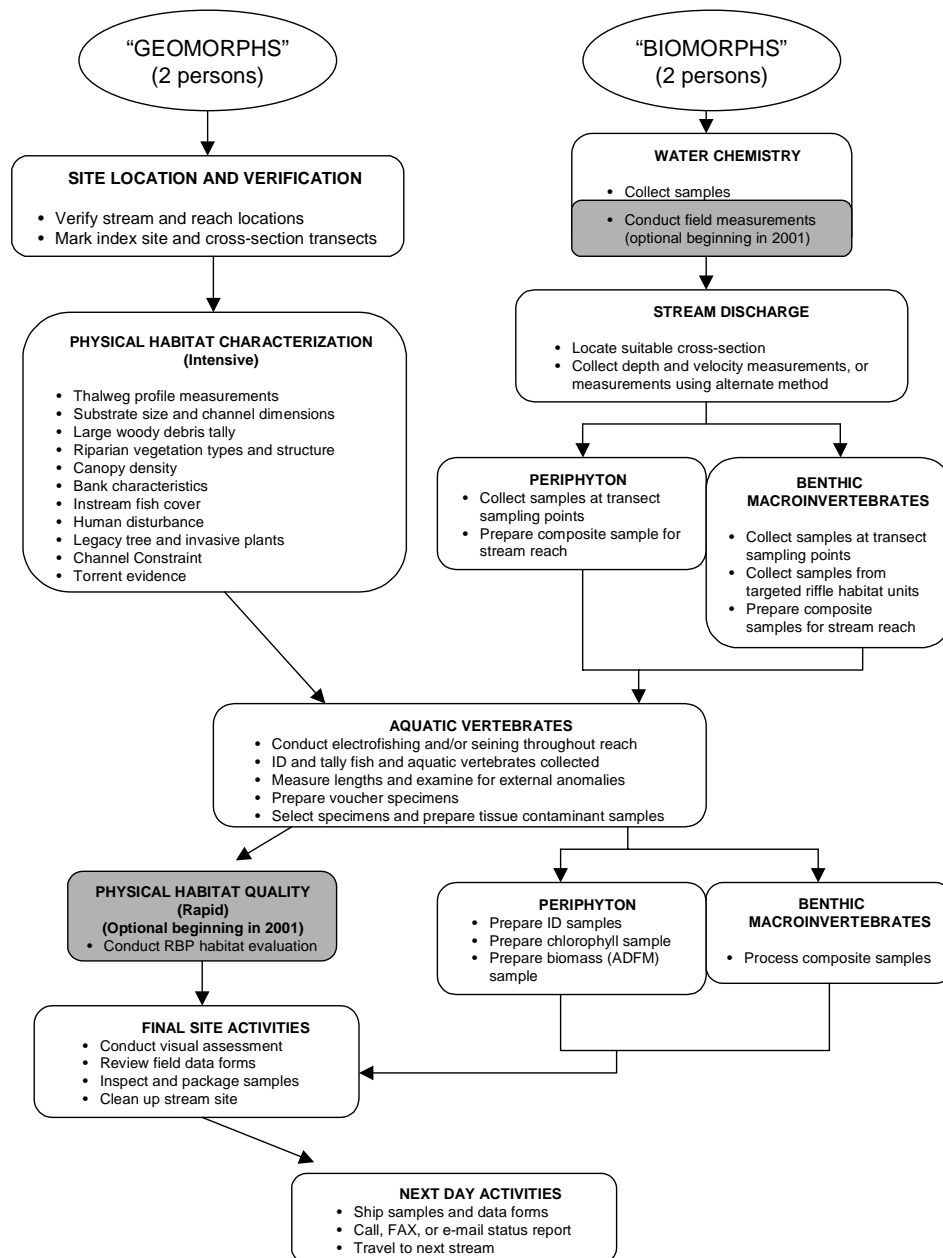 “GEOMORPHS”
(2 persons)
“BIOMORPHS”
(2 persons)
SITE LOCATION AND VERIFICATION
• Verify stream and reach locations
• Mark index site and cross-section transects
WATER CHEMISTRY
• Collect samples
• Conduct field measurements
(optional beginning in 2001)
PHYSICAL HABITAT CHARACTERIZATION
(Intensive)
• Thalweg profile measurements
• Substrate size and channel dimensions
• Large woody debris tally
• Riparian vegetation types and structure
• Canopy density
• Bank characteristics
• Instream fish cover
• Human disturbance
• Legacy tree and invasive plants
• Channel Constraint
• Torrent evidence
STREAM DISCHARGE
• Locate suitable cross-section
• Collect depth and velocity measurements, or
measurements using alternate method
PERIPHYTON
• Collect samples at transect
sampling points
• Prepare composite sample for
stream reach
BENTHIC
MACROINVERTEBRATES
• Collect samples at transect
sampling points
• Collect samples from
targeted riffle habitat units
• Prepare composite
samples for stream reach
AQUATIC VERTEBRATES
• Conduct electrofishing and/or seining throughout reach
• ID and tally fish and aquatic vertebrates collected
• Measure lengths and examine for external anomalies
• Prepare voucher specimens
• Select specimens and prepare tissue contaminant samples
PHYSICAL HABITAT QUALITY
(Rapid)
(Optional beginning in 2001)
• Conduct RBP habitat evaluation
PERIPHYTON
• Prepare ID samples
• Prepare chlorophyll sample
• Prepare biomass (ADFM)
sample
BENTHIC
MACROINVERTEBRATES
• Process composite samples
FINAL SITE ACTIVITIES
• Conduct visual assessment
• Review field data forms
• Inspect and package samples
• Clean up stream site
NEXT DAY ACTIVITIES
• Ship samples and data forms
• Call, FAX, or e-mail status report
• Travel to next stream